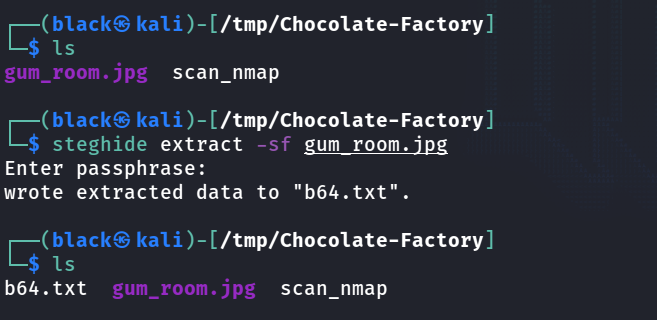 ┌──(black㉿kali)-[/tmp/Chocolate-Factory]
└─$ ls
gum_room.jpg  scan_nmap
┌──(black㉿kali)-[/tmp/Chocolate-Factory]
└─$ steghide extract -sf gum_room.jpg
Enter passphrase:
wrote extracted data to "b64.txt".
┌──(black㉿kali)-[/tmp/Chocolate-Factory]
└─$ ls
b64.txt  gum_room.jpg  scan_nmap